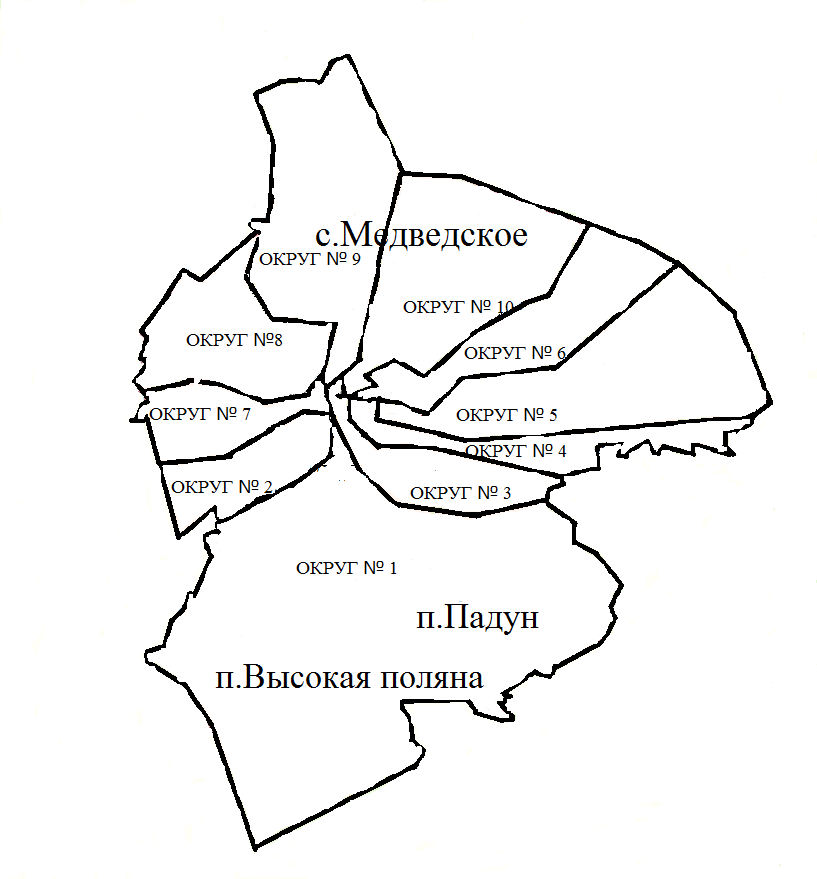 с.Медведское
ОКРУГ № 9
ОКРУГ № 10
ОКРУГ №8
ОКРУГ № 6
ОКРУГ № 7
ОКРУГ № 5
ОКРУГ № 4
ОКРУГ № 2
ОКРУГ № 3
ОКРУГ № 1
п.Падун
п.Высокая поляна